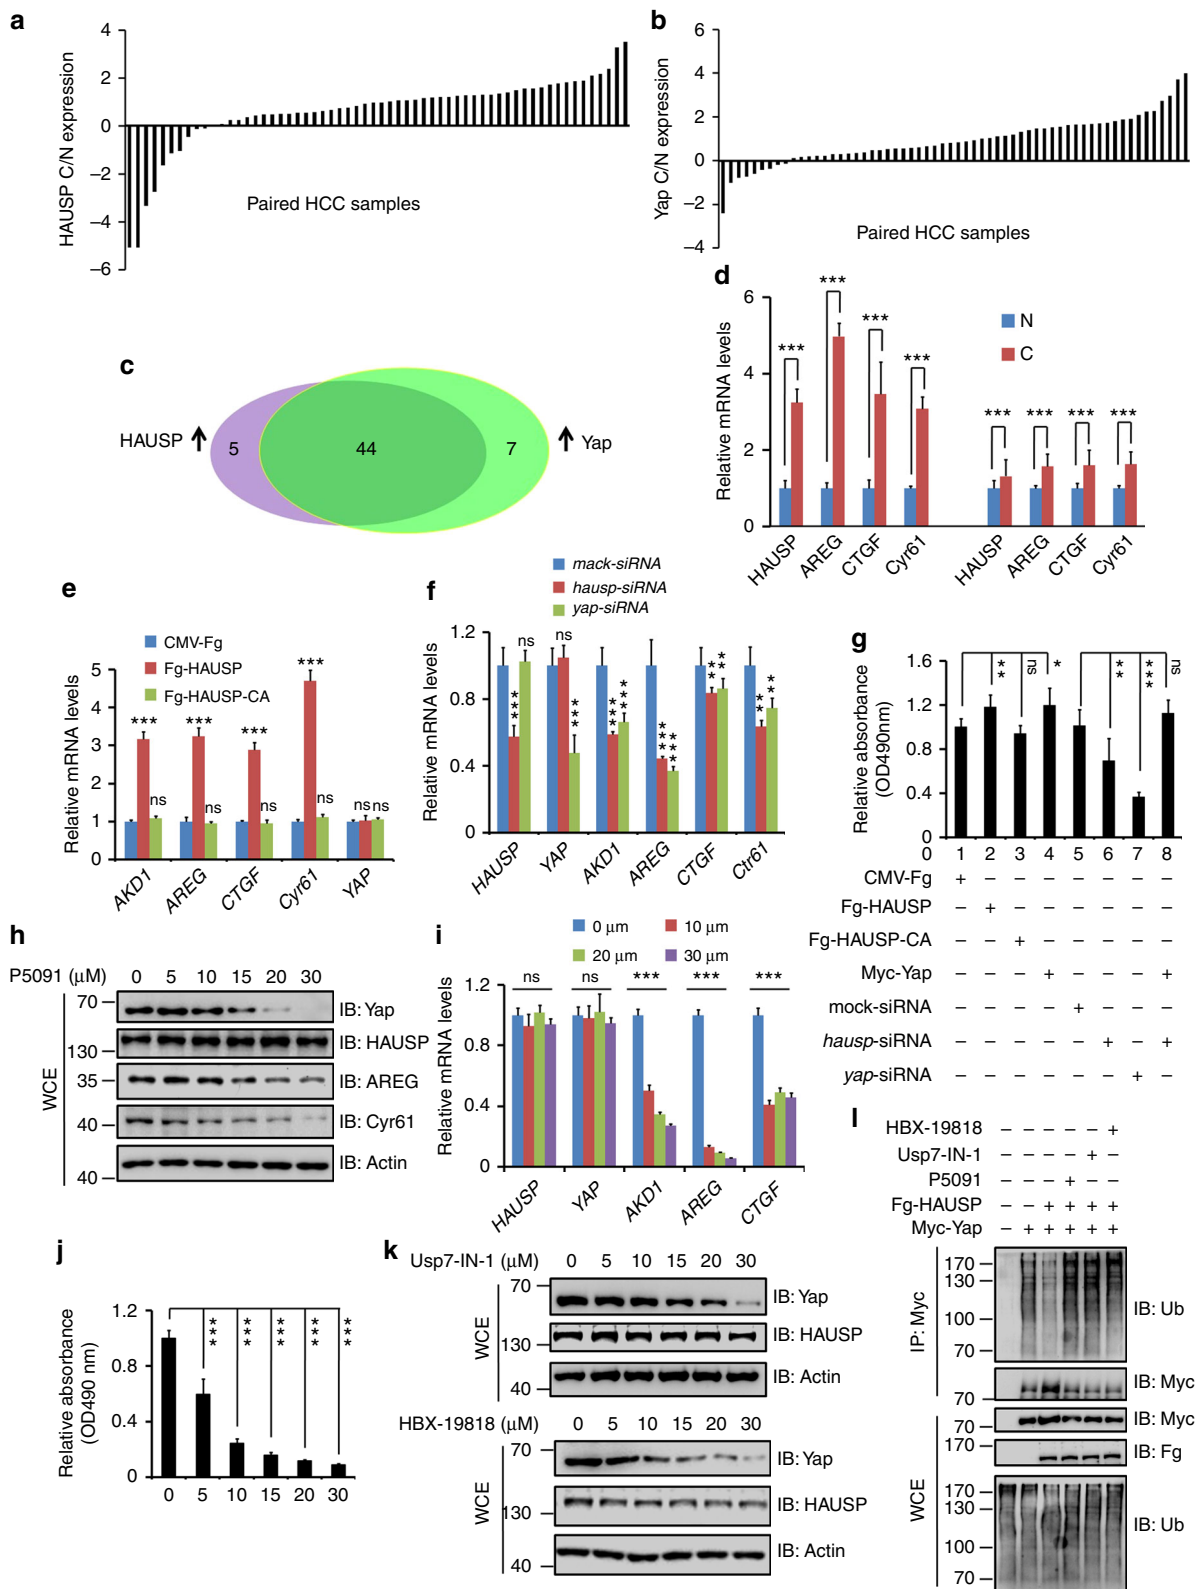 a
4
2
0
−2
−4
−6
HAUSP C/N expression
Paired HCC samples
b
6
4
2
0
−2
−4
Yap C/N expression
Paired HCC samples
c
HAUSP
5
44
7
Yap
d
6
4
2
0
Relative mRNA levels
*** *** *** *** *** *** *** ***
N
C
HAUSP AREG CTGF Cyr61 HAUSP AREG CTGF Cyr61
e
CMV-Fg
Fg-HAUSP
Fg-HAUSP-CA
5
4
3
2
1
0
Relative mRNA levels
*** ns *** ns *** ns *** ns ns ns
AKD1 AREG CTGF Cyr61 YAP
f
mack-siRNA
hausp-siRNA
yap-siRNA
1.2
0.8
0.4
0
Relative mRNA levels
*** ns ns *** *** *** *** *** ** ** ** **
HAUSP YAP AKD1 AREG CTGF Ctr61
g
1.6
1.2
0.8
0.4
0
Relative absorbance
(OD490nm)
*** ns * ** *** ns
0 1 2 3 4 5 6 7 8
CMV-Fg + − − − − − − −
Fg-HAUSP − + − − − − − −
Fg-HAUSP-CA − − + − − − − −
Myc-Yap − − − + − − − +
mock-siRNA − − − − + − − −
hausp-siRNA − − − − − + − +
yap-siRNA − − − − − − + −
h
P5091 (µM) 0 5 10 15 20 30
WCE
70 IB: Yap
130 IB: HAUSP
35 IB: AREG
40 IB: Cyr61
40 IB: Actin
i
0 µm 10 µm
20 µm 30 µm
1.2
0.8
0.4
0
Relative mRNA levels
ns ns *** *** ***
HAUSP YAP AKD1 AREG CTGF
j
1.2
0.8
0.4
0
Relative absorbance
(OD490 nm)
*** *** *** *** ***
0 5 10 15 20 30
k
Usp7-IN-1 (µM) 0 5 10 15 20 30
WCE
70 IB: Yap
130 IB: HAUSP
40 IB: Actin
HBX-19818 (µM) 0 5 10 15 20 30
WCE
70 IB: Yap
130 IB: HAUSP
40 IB: Actin
l
HBX-19818 − − − − − +
Usp7-IN-1 − − − − + −
P5091 − − − + − −
Fg-HAUSP − − + + + +
Myc-Yap − + + + + +
IP: Myc
170
130
100
70
IB: Ub
70 IB: Myc
WCE
70 IB: Myc
170 IB: Fg
170
130
100
70
IB: Ub